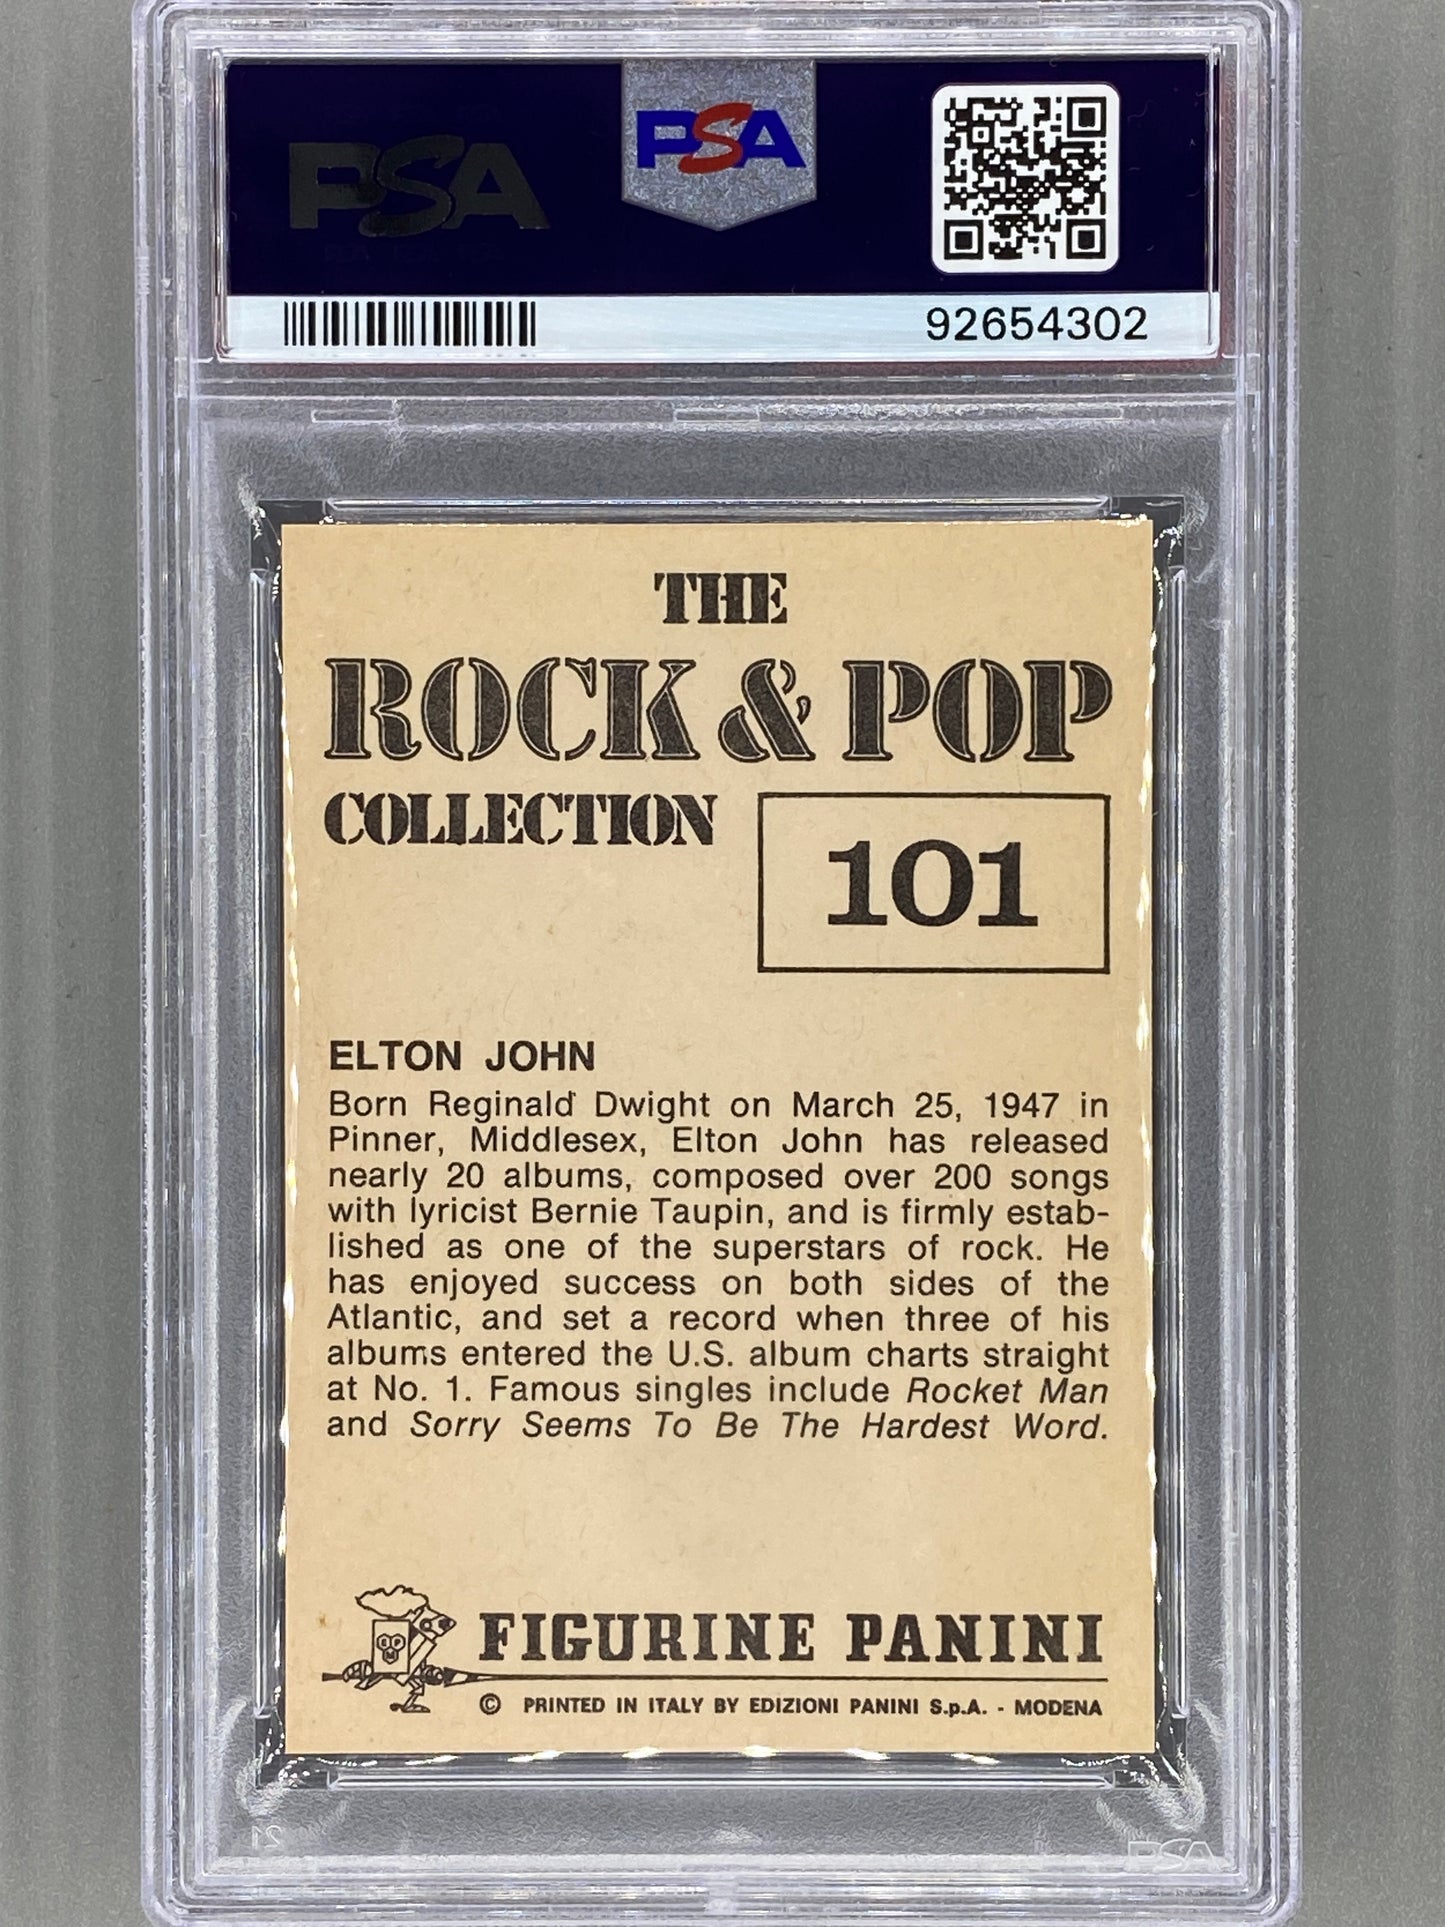 PSA
PSA
92654302
THE
ROCK & POP
COLLECTION
101
ELTON JOHN
Born Reginald Dwight on March 25, 1947 in
Pinner, Middlesex, Elton John has released
nearly 20 albums, composed over 200 songs
with lyricist Bernie Taupin, and is firmly estab-
lished as one of the superstars of rock. He
has enjoyed success on both sides of the
Atlantic, and set a record when three of his
albums entered the U.S. album charts straight
at No. 1. Famous singles include Rocket Man
and Sorry Seems To Be The Hardest Word.
FIGURINE PANINI
© PRINTED IN ITALY BY EDIZIONI PANINI S.p.A. - MODENA
21
PSA